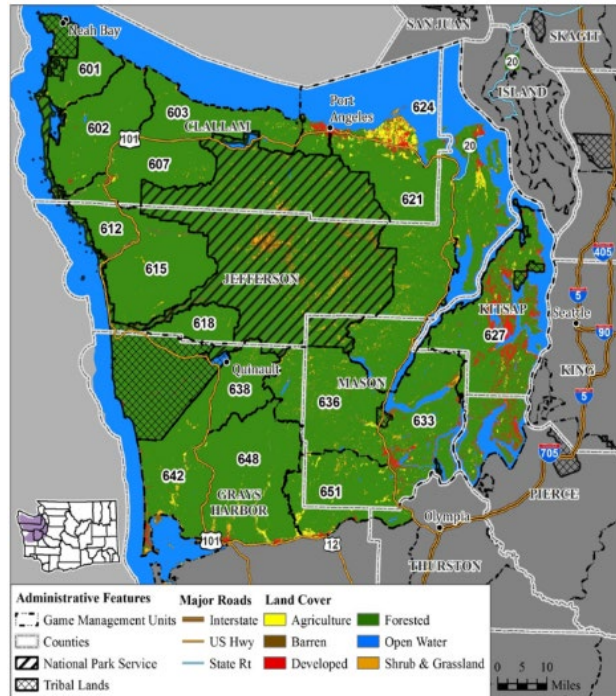 SAN JUAN
SKAGIT
Neah Bay
601
20
ISLAND
603
Port
Angeles
624
602
101
CLALLAM
20
607
621
612
405
615
JEFFERSON
5
KITSAP
Seattle
90
618
627
KING
Quinault
MASON
638
636
5
633
705
642
648
GRAYS
HARBOR
651
PIERCE
Olympia
101
12
THURSTON
Administrative Features
Game Management Units
Counties
National Park Service
Tribal Lands
Major Roads
Interstate
US Hwy
State Rt
Land Cover
Agriculture
Barren
Developed
Forested
Open Water
Shrub & Grassland
0 5 10
Miles